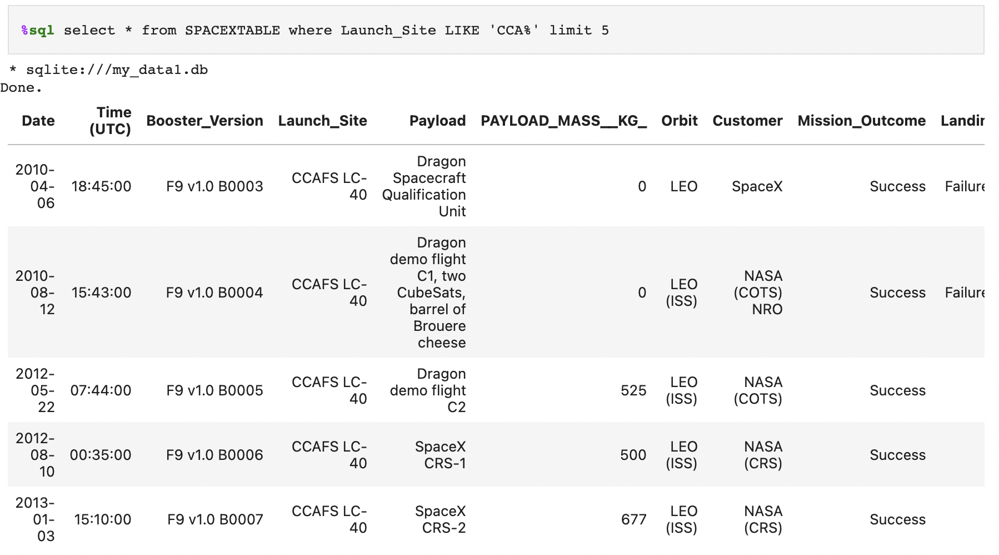 %sql select * from SPACEXTABLE where Launch_Site LIKE 'CCA%' limit 5
* sqlite:///my_data1.db
Done.
Date Time (UTC) Booster_Version Launch_Site Payload PAYLOAD_MASS__KG_ Orbit Customer Mission_Outcome Landin
2010-04-06 18:45:00 F9 v1.0 B0003 CCAFS LC-40 Dragon Spacecraft Qualification Unit 0 LEO SpaceX Success Failure
2010-08-12 15:43:00 F9 v1.0 B0004 CCAFS LC-40 Dragon demo flight C1, two CubeSats, barrel of Brouere cheese 0 LEO (ISS) NASA (COTS) NRO Success Failure
2012-05-22 07:44:00 F9 v1.0 B0005 CCAFS LC-40 Dragon demo flight C2 525 LEO (ISS) NASA (COTS) Success
2012-08-10 00:35:00 F9 v1.0 B0006 CCAFS LC-40 SpaceX CRS-1 500 LEO (ISS) NASA (CRS) Success
2013-01-03 15:10:00 F9 v1.0 B0007 CCAFS LC-40 SpaceX CRS-2 677 LEO (ISS) NASA (CRS) Success